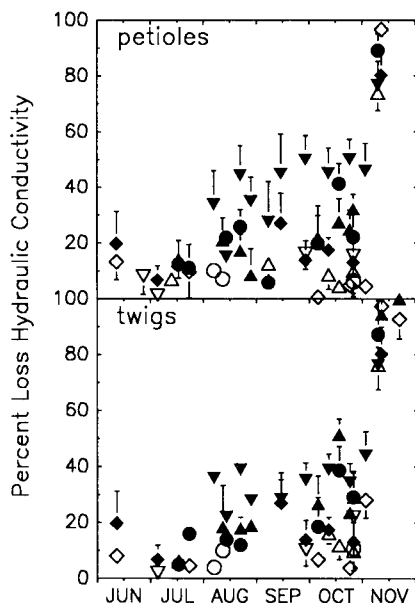 petioles
100
80
60
40
20
100
twigs
80
60
40
20
0
JUN JUL AUG SEP OCT NOV
Percent Loss Hydraulic Conductivity